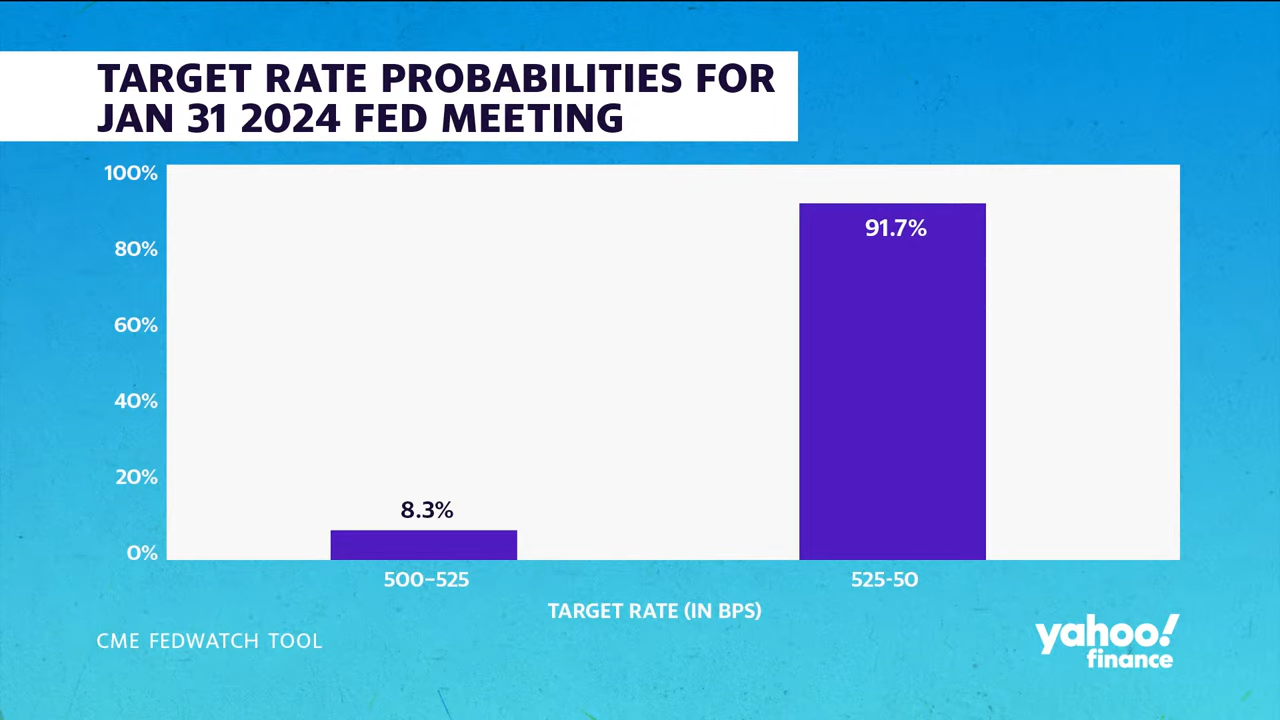 TARGET RATE PROBABILITIES FOR
JAN 31 2024 FED MEETING
100%
80%
60%
40%
20%
0%
8.3%
91.7%
500–525
525-50
TARGET RATE (IN BPS)
CME FEDWATCH TOOL
yahoo!
finance